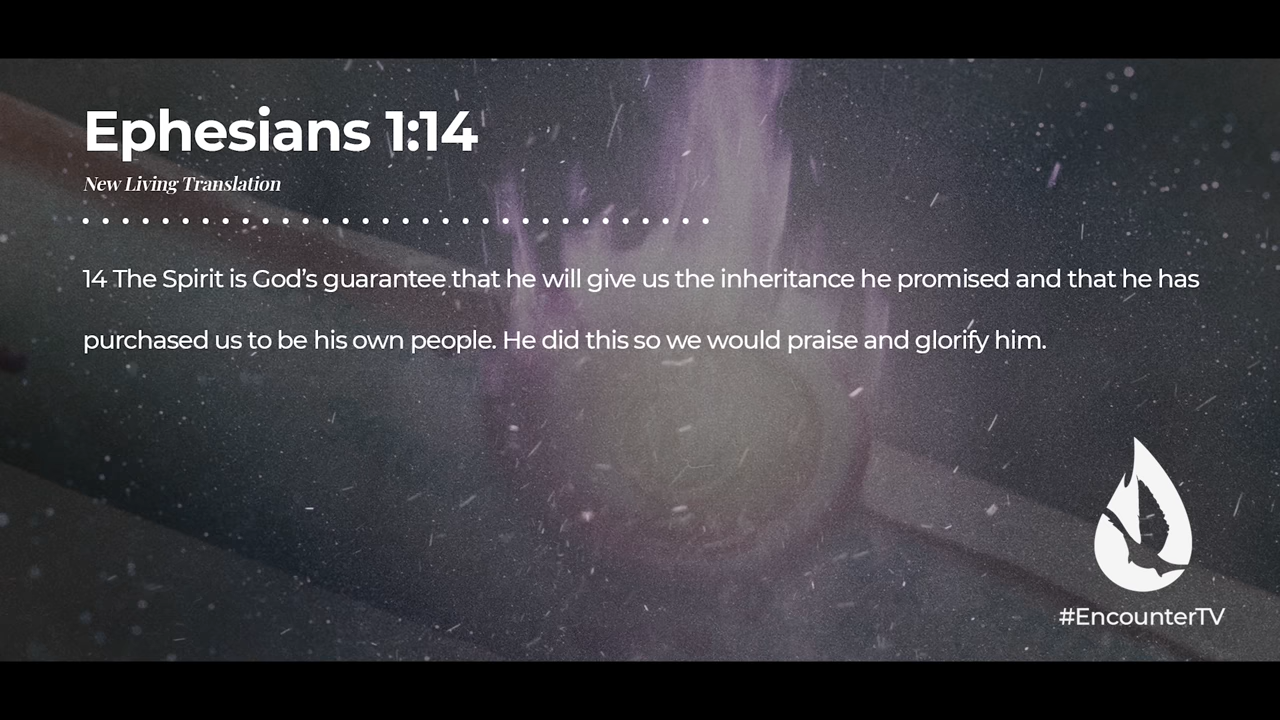 Ephesians 1:14
New Living Translation
14 The Spirit is God’s guarantee that he will give us the inheritance he promised and that he has
purchased us to be his own people. He did this so we would praise and glorify him.
#EncounterTV